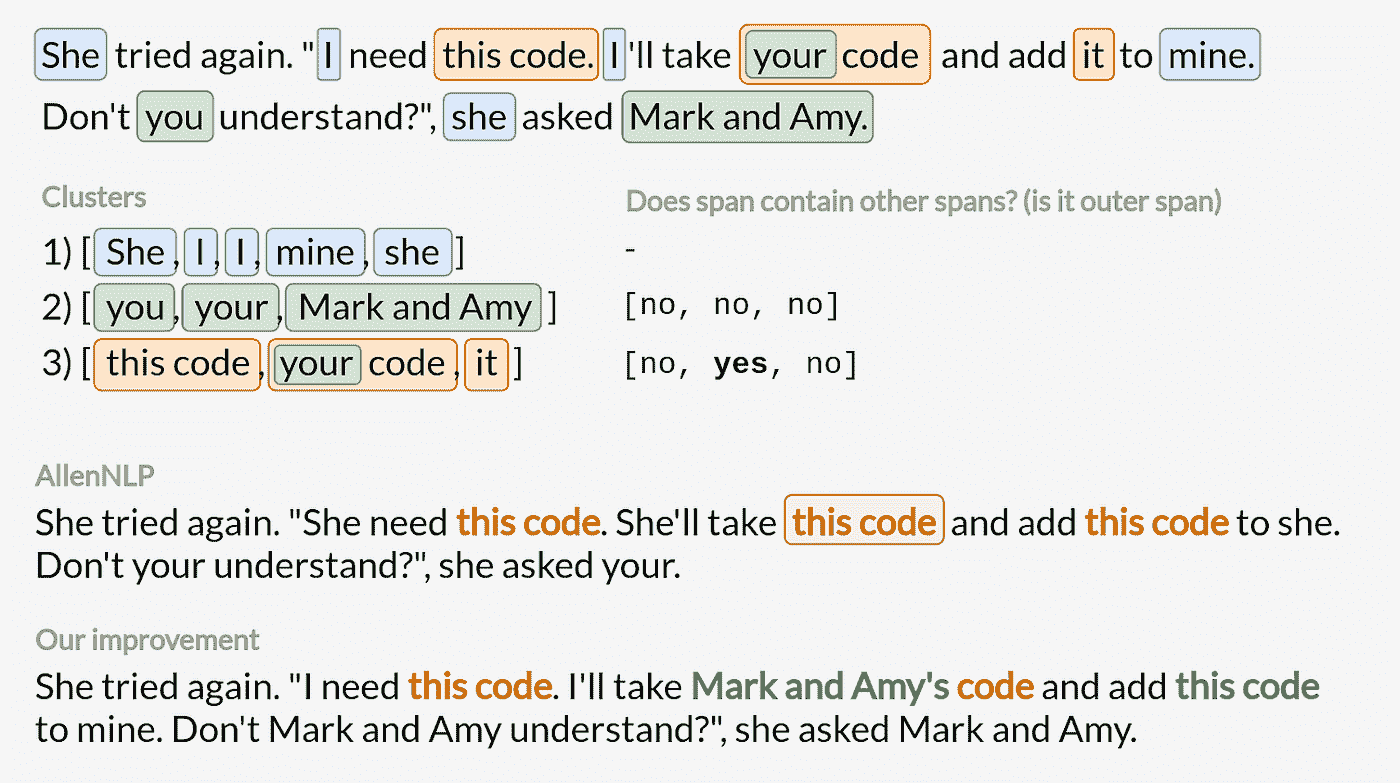 She tried again. "I need this code. I'll take your code and add it to mine.
Don't you understand?", she asked Mark and Amy.
Clusters
Does span contain other spans? (is it outer span)
1) [ She, I, I, mine, she ]
-
2) [ you, your, Mark and Amy ]
[no, no, no]
3) [ this code, your code, it ]
[no, yes, no]
AllenNLP
She tried again. "She need this code. She'll take this code and add this code to she.
Don't your understand?", she asked your.
Our improvement
She tried again. "I need this code. I'll take Mark and Amy's code and add this code
to mine. Don't Mark and Amy understand?", she asked Mark and Amy.